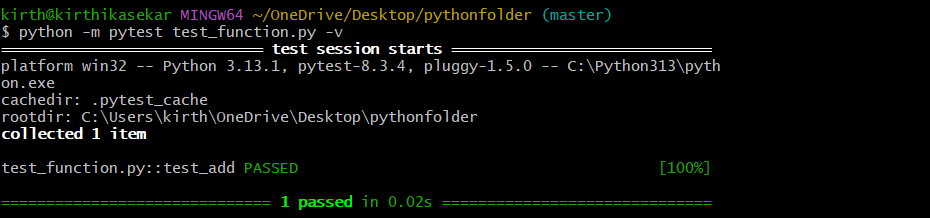 kirth@kirthikasekar MINGW64 ~/OneDrive/Desktop/pythonfolder (master)
$ python -m pytest test_function.py -v
============================= test session starts =============================
platform win32 -- Python 3.13.1, pytest-8.3.4, pluggy-1.5.0 -- C:\Python313\pyth
on.exe
cachedir: .pytest_cache
rootdir: C:\Users\kirth\OneDrive\Desktop\pythonfolder
collected 1 item
test_function.py::test_add PASSED [100%]
============================== 1 passed in 0.02s ==============================